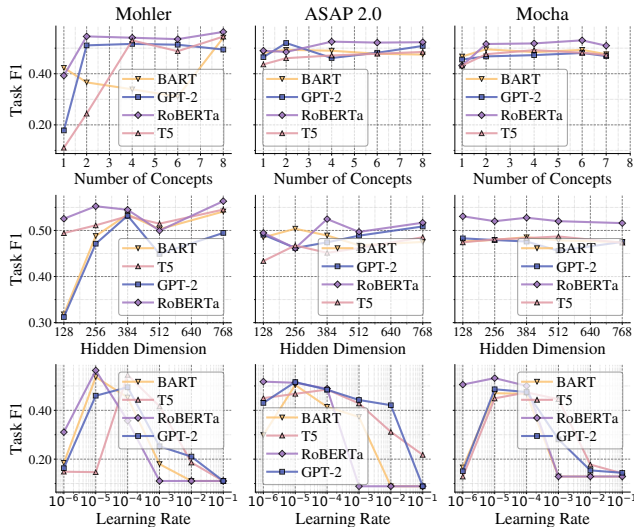 Mohler
ASAP 2.0
Mocha
Task F1
0.40
0.20
BART
GPT-2
RoBERTa
T5
BART
GPT-2
RoBERTa
T5
BART
GPT-2
RoBERTa
T5
1 2 3 4 5 6 7 8
1 2 3 4 5 6 7 8
1 2 3 4 5 6 7 8
Number of Concepts
Number of Concepts
Number of Concepts
Task F1
0.50
0.40
0.30
BART
T5
GPT-2
RoBERTa
BART
T5
GPT-2
RoBERTa
BART
GPT-2
RoBERTa
T5
128 256 384 512 640 768
128 256 384 512 640 768
128 256 384 512 640 768
Hidden Dimension
Hidden Dimension
Hidden Dimension
Task F1
0.40
0.20
BART
T5
RoBERTa
GPT-2
BART
T5
RoBERTa
GPT-2
BART
T5
RoBERTa
GPT-2
10⁻⁶ 10⁻⁵ 10⁻⁴ 10⁻³ 10⁻² 10⁻¹
10⁻⁶ 10⁻⁵ 10⁻⁴ 10⁻³ 10⁻² 10⁻¹
10⁻⁶ 10⁻⁵ 10⁻⁴ 10⁻³ 10⁻² 10⁻¹
Learning Rate
Learning Rate
Learning Rate